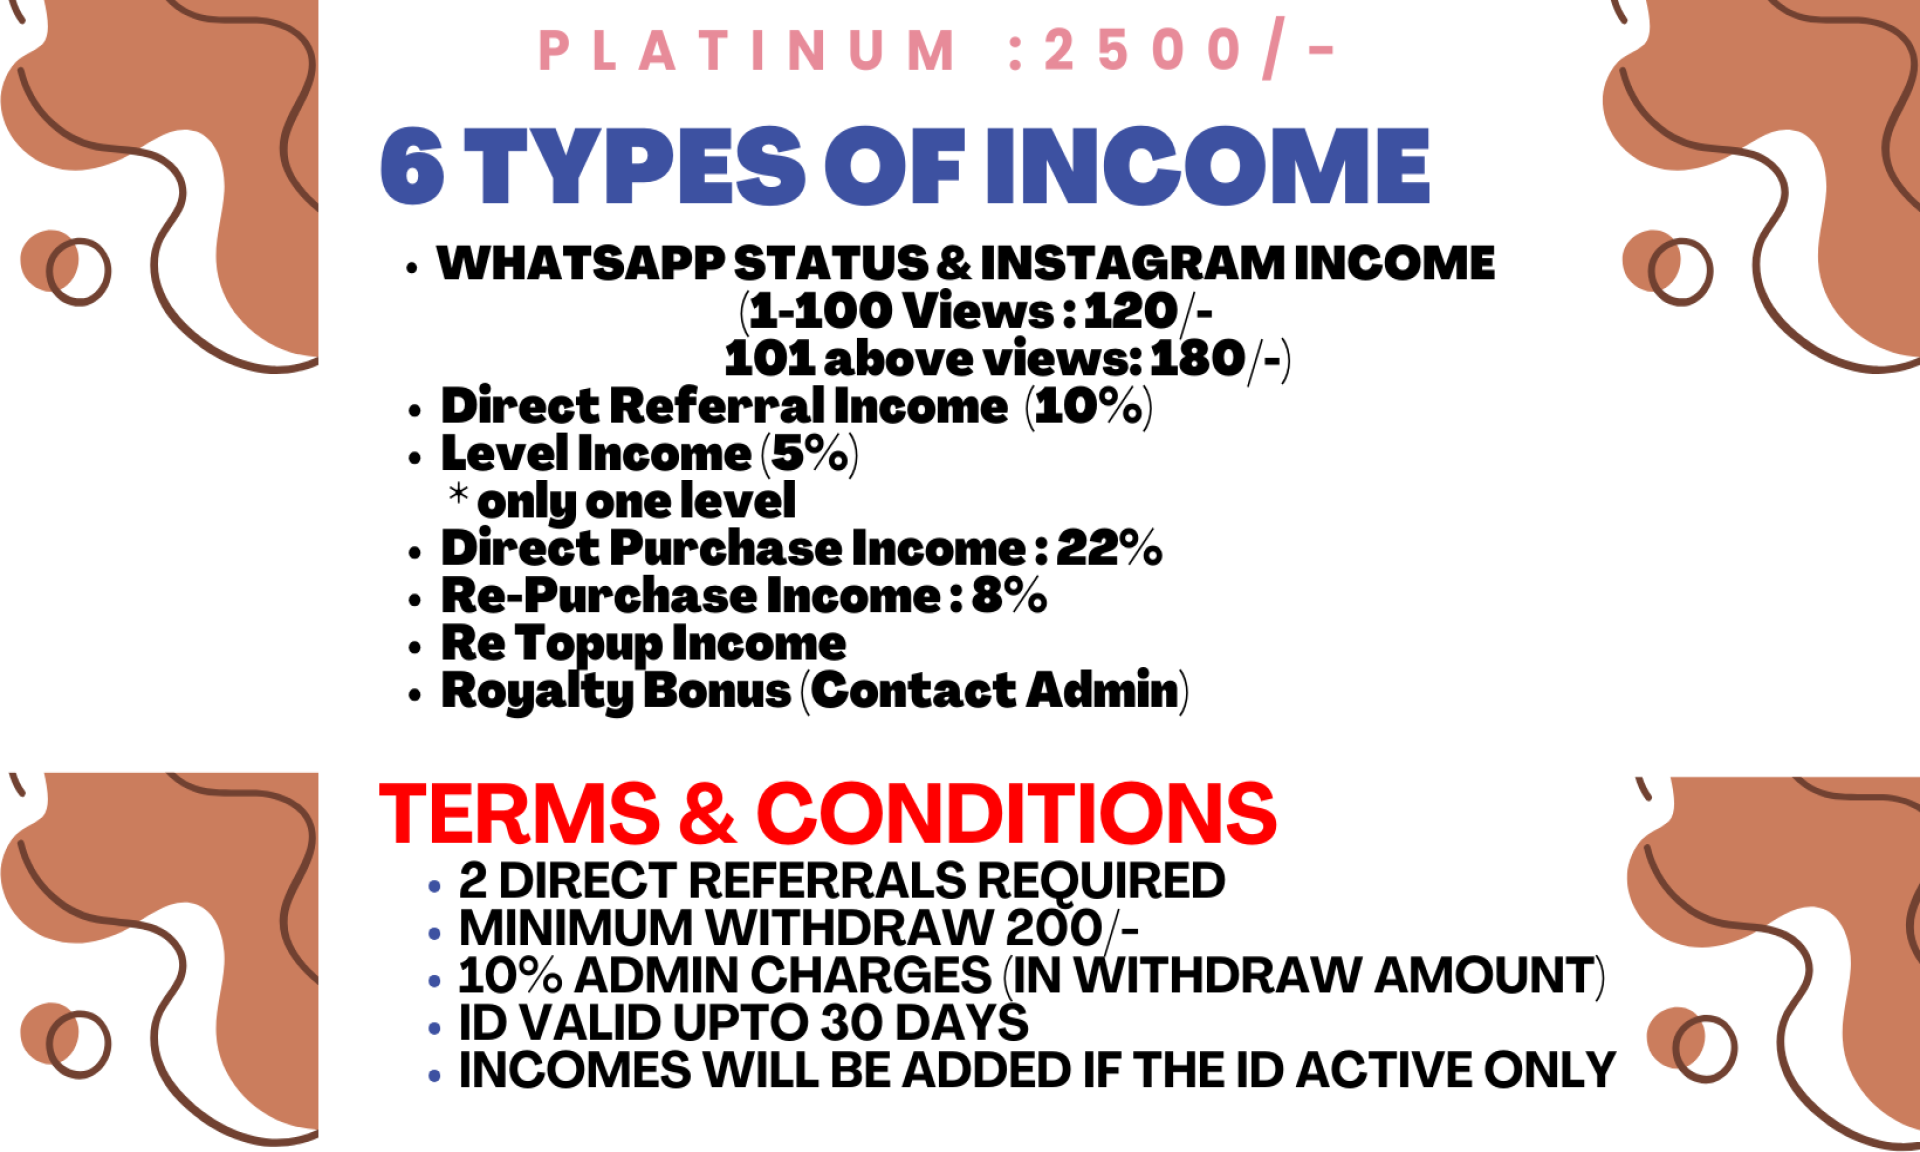 PLATINUM :2500/-
6 TYPES OF INCOME
• WHATSAPP STATUS & INSTAGRAM INCOME
(1-100 Views : 120/-
101 above views: 180/-)
• Direct Referral Income (10%)
• Level Income (5%)
* only one level
• Direct Purchase Income : 22%
• Re-Purchase Income : 8%
• Re Topup Income
• Royalty Bonus (Contact Admin)
TERMS & CONDITIONS
• 2 DIRECT REFERRALS REQUIRED
• MINIMUM WITHDRAW 200/-
• 10% ADMIN CHARGES (IN WITHDRAW AMOUNT)
• ID VALID UPTO 30 DAYS
• INCOMES WILL BE ADDED IF THE ID ACTIVE ONLY